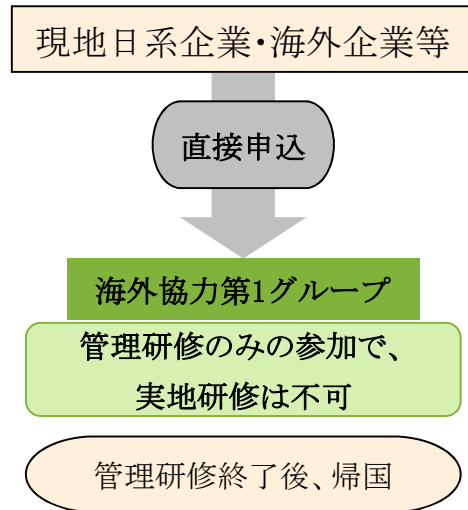 現地日系企業・海外企業等
直接申込
海外協力第1グループ
管理研修のみの参加で、
実地研修は不可
管理研修終了後、帰国